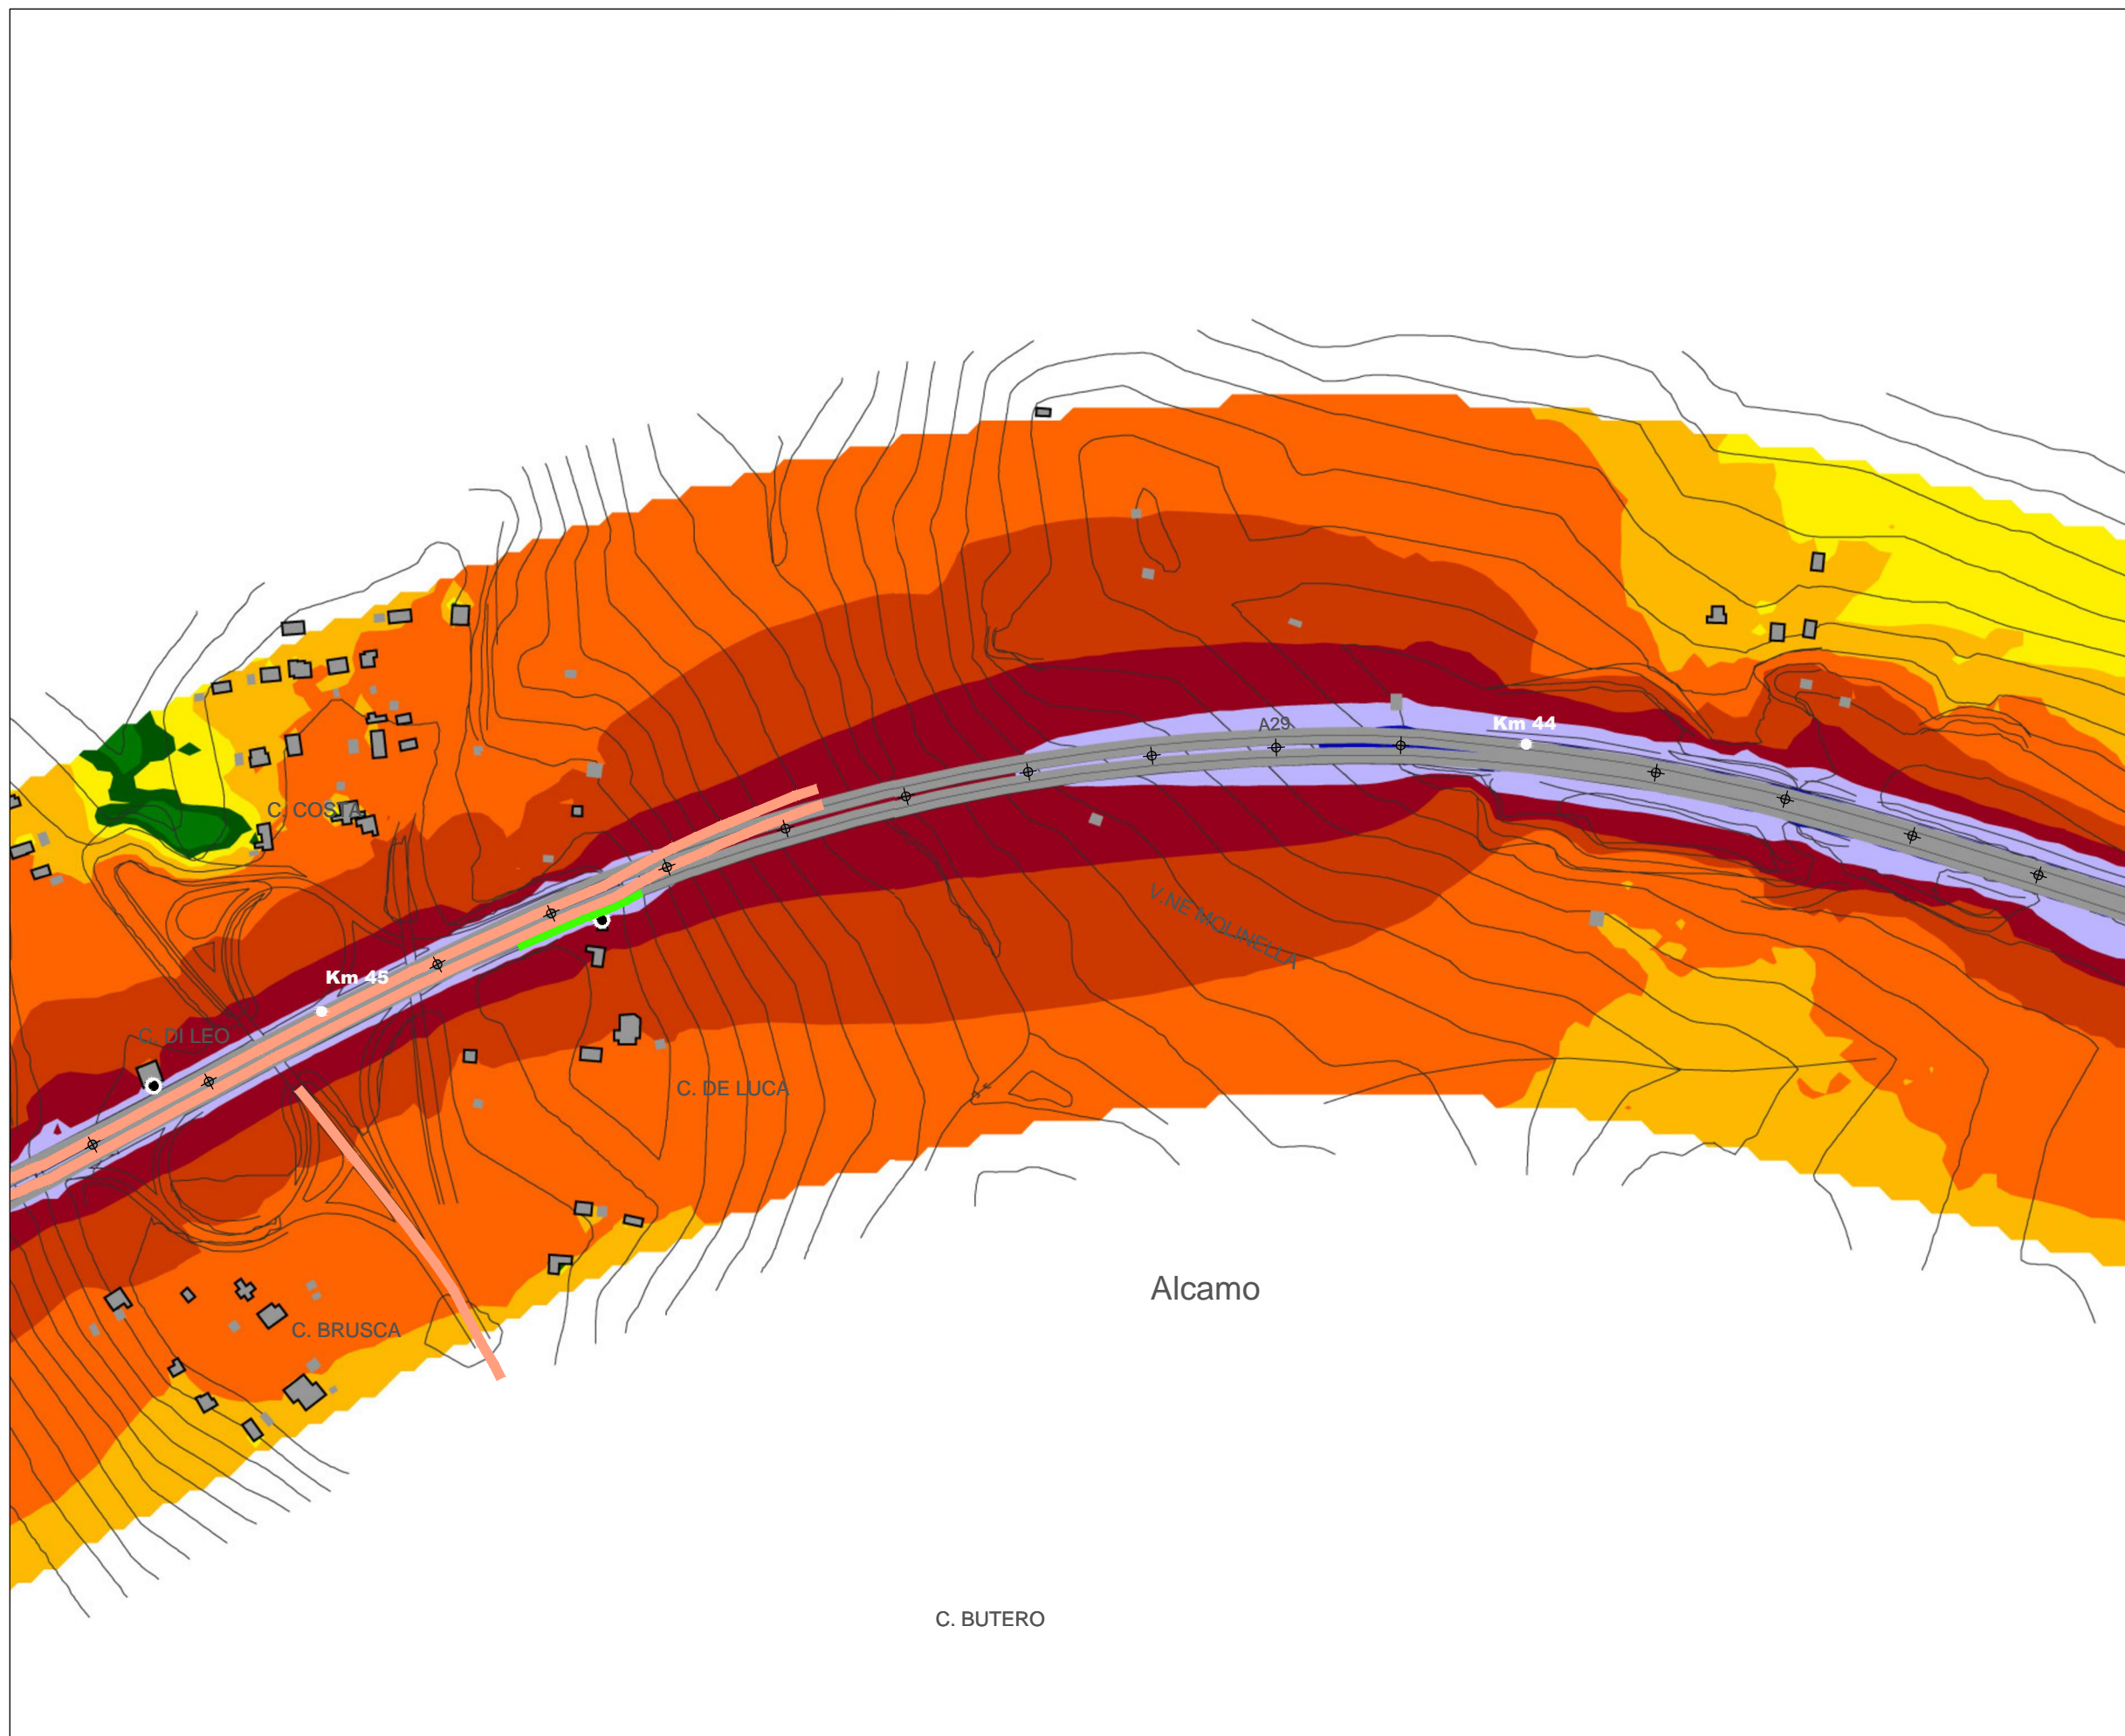 A29
Km 44
C. COSTA
V.NE MOLINELLA
Km 45
C. DI LEO
C. DE LUCA
Alcamo
C. BRUSCA
C. BUTERO